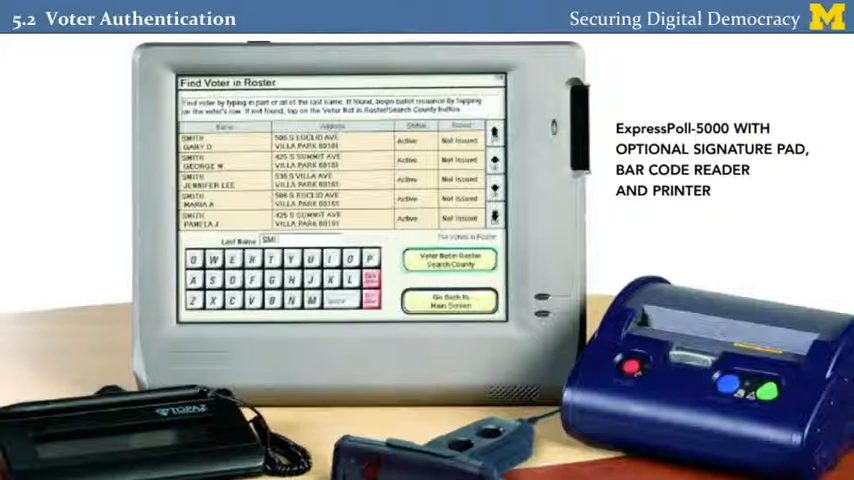 5.2 Voter Authentication
Securing Digital Democracy
M
Find Voter in Roster
Find voter by typing in part or all of the last name. If found, begin ballot issuance by tapping
on the voter's row. If not found, tap on the Voter Not in Roster/Search County button.
Name Address Status Issued
SMITH 506 S EUCLID AVE
GARY D VILLA PARK 60181 Active Not Issued
SMITH 425 S SUMMIT AVE
GEORGE W VILLA PARK 60181 Active Not Issued
SMITH 538 S VILLA AVE
JENNIFER LEE VILLA PARK 60181 Active Not Issued
SMITH 506 S EUCLID AVE
MARIA A VILLA PARK 60181 Active Not Issued
SMITH 425 S SUMMIT AVE
PAMELA J VILLA PARK 60181 Active Not Issued
Voters in Roster
Last Name SMI
Q W E R T Y U I O P
A S D F G H J K L
Z X C V B N M
Voter Not in Roster
Search County
Go Back to
Main Screen
ExpressPoll-5000 WITH
OPTIONAL SIGNATURE PAD,
BAR CODE READER
AND PRINTER
TOPAZ